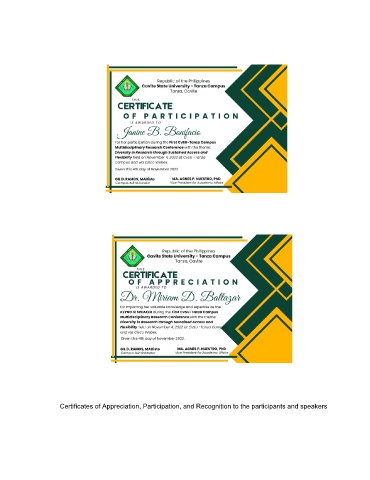 Republic of the Philippines
Cavite State University - Tanza Campus
Tanza, Cavite
THIS
CERTIFICATE
OF PARTICIPATION
IS AWARDED TO
Janine B. Bonifacio
For her participation during the First CvSU-Tanza Campus
Multidisciplinary Research Conference with the theme:
Diversity in Research through Sustained Access and
Flexibility held on November 4, 2022 at CvSU - Tanza
Campus and via Cisco Webex.
Given this 4th day of November 2022.
MA. AGNES P. NUESTRO, PhD
Campus Administrator
Vice President for Academic Affairs
Republic of the Philippines
Cavite State University - Tanza Campus
Tanza, Cavite
THIS
CERTIFICATE
OF APPRECIATION
IS AWARDED TO
Dr. Miriam D. Baltazar
For imparting her valuable knowledge and expertise as the
KEYNOTE SPEAKER during the First CvSU-Tanza Campus
Multidisciplinary Research Conference with the theme:
Diversity in Research through Sustained Access and
Flexibility held on November 4, 2022 at CvSU - Tanza Campus
and via Cisco Webex.
Given this 4th day of November 2022.
MA. AGNES P. NUESTRO, PhD
Campus Administrator
Vice President for Academic Affairs
Certificates of Appreciation, Participation, and Recognition to the participants and speakers